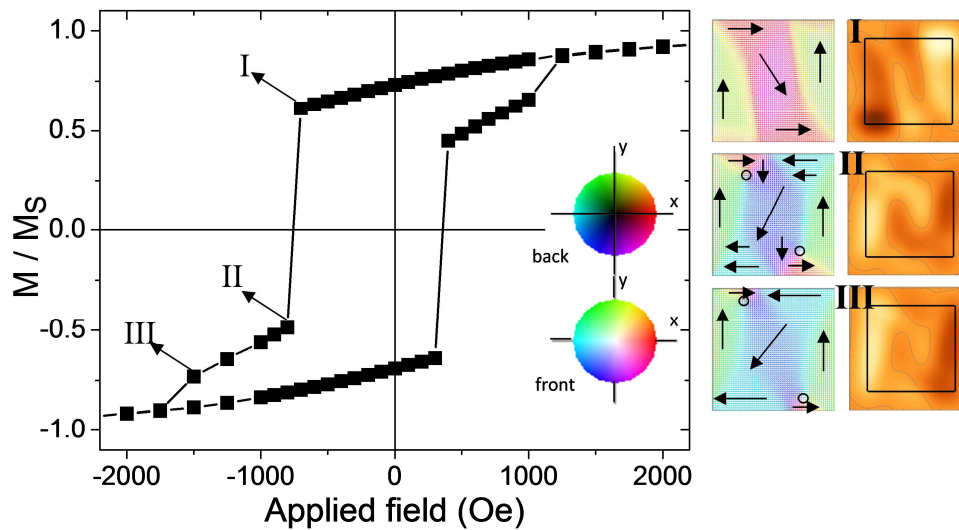 M / M_S
1.0
0.5
0.0
-0.5
-1.0
-2000 -1000 0 1000 2000
Applied field (Oe)
I
II
III
y
x
back
y
x
front
I
II
III